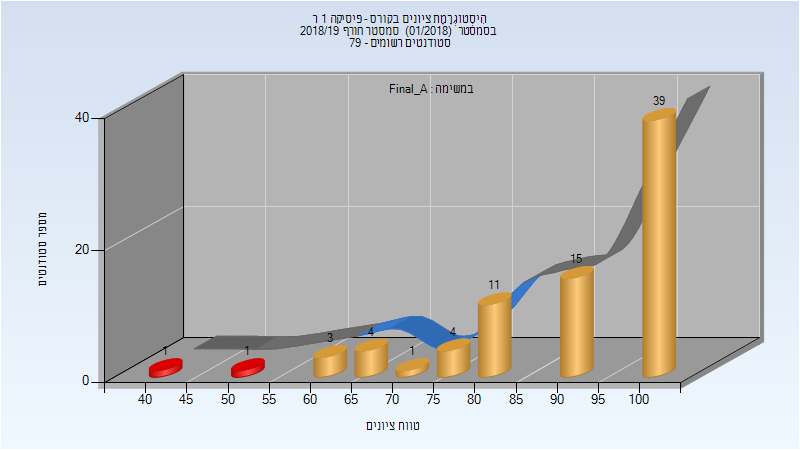 היסטוגרמת ציונים בקורס - פיסיקה 1 ר
בסמסטר (01/2018) סמסטר חורף 2018/19
סטודנטים רשומים - 79
במשימה : Final_A
מספר סטודנטים
40
20
0
1
1
3
4
1
4
11
15
39
40 45 50 55 60 65 70 75 80 85 90 95 100
טווח ציונים